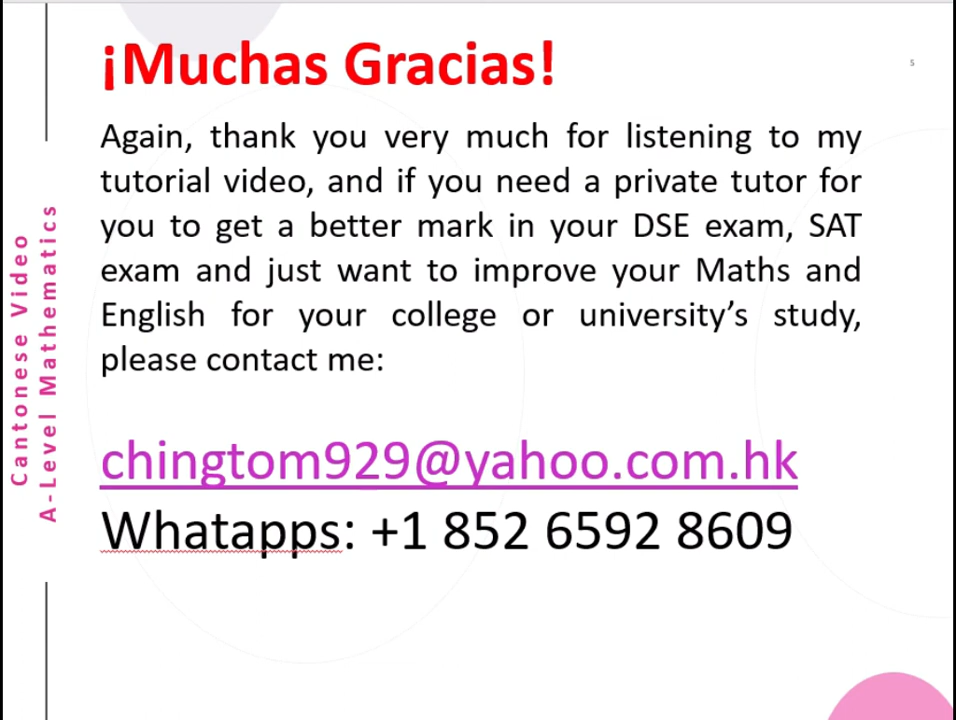 ¡Muchas Gracias!
5
Again, thank you very much for listening to my
tutorial video, and if you need a private tutor for
you to get a better mark in your DSE exam, SAT
exam and just want to improve your Maths and
English for your college or university’s study,
please contact me:
chingtom929@yahoo.com.hk
Whatapps: +1 852 6592 8609
Cantonese Video
A-Level Mathematics